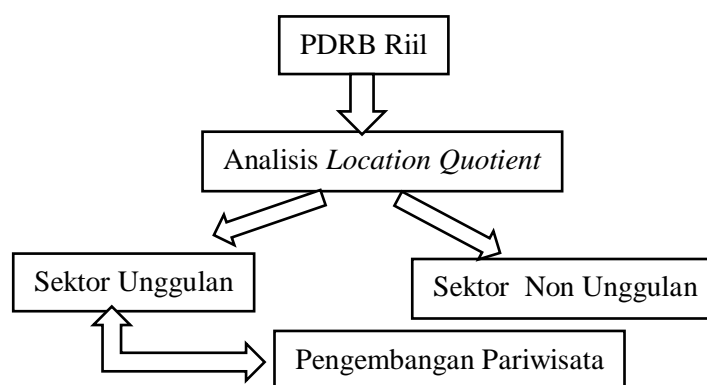 PDRB Riil
Analisis Location Quotient
Sektor Unggulan
Sektor Non Unggulan
Pengembangan Pariwisata